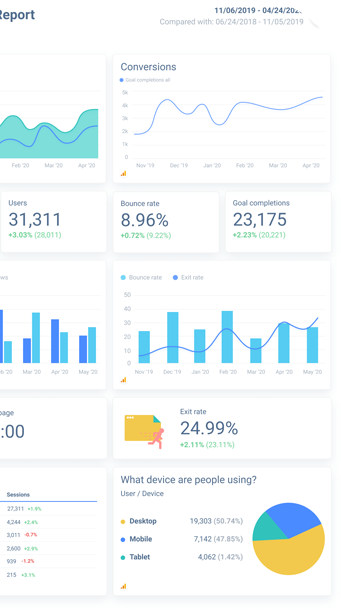 Report
11/06/2019 - 04/24/202
Compared with: 06/24/2018 - 11/05/2019
Conversions
Goal completions all
5k
4k
3k
2k
1k
0
Nov '19 Dec '19 Jan '20 Feb '20 Mar '20 Apr '20
Feb '20 Mar '20 Apr '20
Users
31,311
+3.03% (28,011)
Bounce rate
8.96%
+0.72% (9,22%)
Goal completions
23,175
+2.23% (20,221)
ws
Mar '20 Apr '20 May '20
Bounce rate Exit rate
50
40
30
20
10
Nov '19 Dec '19 Jan '20 Feb '20 Mar '20 Apr '20 May '20
page
:00
Exit rate
24.99%
+2.11% (23.11%)
Sessions
27,311 +1.9%
4,244 +3.4%
3,011 -0.7%
2,600 +2.9%
939 -1.2%
215 +3.1%
What device are people using?
User / Device
Desktop 19,303 (50.74%)
Mobile 7,142 (47.85%)
Tablet 4,062 (1.42%)